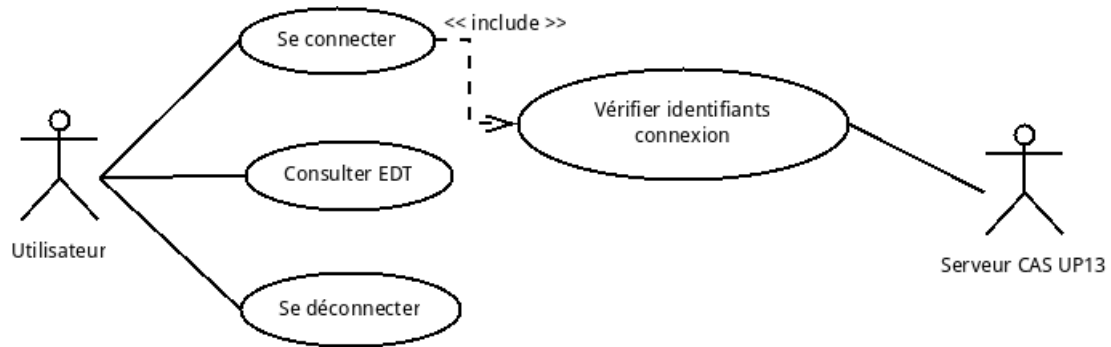 << include >>
Se connecter
Vérifier identifiants
connexion
Consulter EDT
Utilisateur
Serveur CAS UP13
Se déconnecter